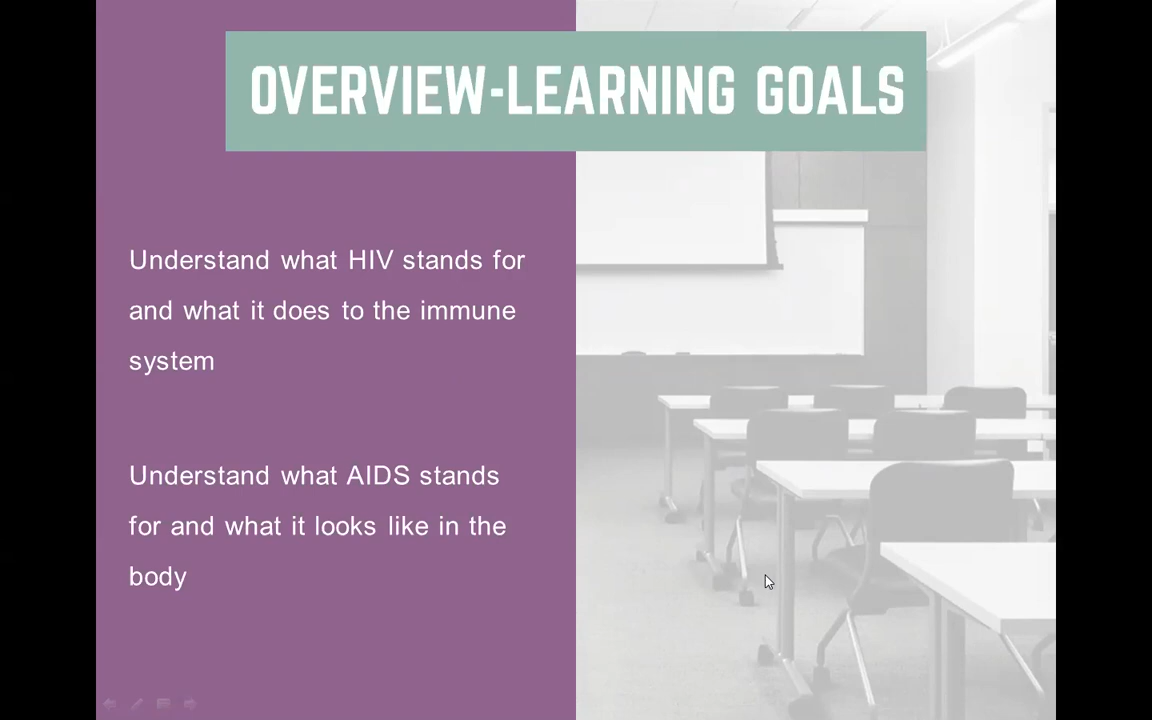 OVERVIEW-LEARNING GOALS
Understand what HIV stands for
and what it does to the immune
system
Understand what AIDS stands
for and what it looks like in the
body